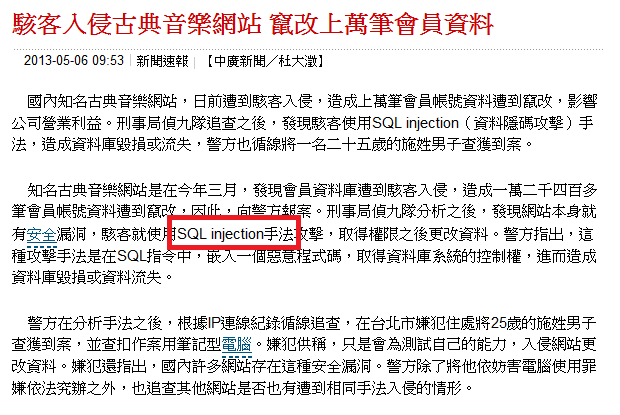 駭客入侵古典音樂網站 竄改上萬筆會員資料
2013-05-06 09:53 新聞速報 【中廣新聞／杜大澂】
國內知名古典音樂網站，日前遭到駭客入侵，造成上萬筆會員帳號資料遭到竄改，影響
公司營業利益。刑事局偵九隊追查之後，發現駭客使用SQL injection（資料隱碼攻擊）手
法，造成資料庫毀損或流失，警方也循線將一名二十五歲的施姓男子查獲到案。
知名古典音樂網站是在今年三月，發現會員資料庫遭到駭客入侵，造成一萬二千四百多
筆會員帳號資料遭到竄改，因此，向警方報案。刑事局偵九隊分析之後，發現網站本身就
有安全漏洞，駭客就使用SQL injection手法攻擊，取得權限之後更改資料。警方指出，這
種攻擊手法是在SQL指令中，嵌入一個惡意程式碼，取得資料庫系統的控制權，進而造成
資料庫毀損或資料流失。
警方在分析手法之後，根據IP連線紀錄循線追查，在台北市嫌犯住處將25歲的施姓男子
查獲到案，並查扣作案用筆記型電腦。嫌犯供稱，只是會為測試自己的能力，入侵網站更
改資料。嫌犯還指出，國內許多網站存在這種安全漏洞。警方除了將他依妨害電腦使用罪
嫌依法究辦之外，也追查其他網站是否也有遭到相同手法入侵的情形。